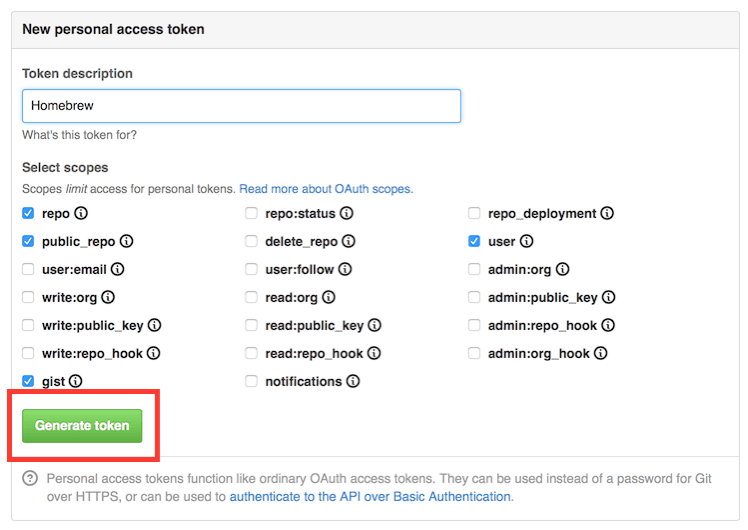 New personal access token
Token description
Homebrew
What's this token for?
Select scopes
Scopes limit access for personal tokens. Read more about OAuth scopes.
repo repo:status repo_deployment
public_repo delete_repo user
user:email user:follow admin:org
write:org read:org admin:public_key
write:public_key read:public_key admin:repo_hook
write:repo_hook read:repo_hook admin:org_hook
gist notifications
Generate token
Personal access tokens function like ordinary OAuth access tokens. They can be used instead of a password for Git
over HTTPS, or can be used to authenticate to the API over Basic Authentication.